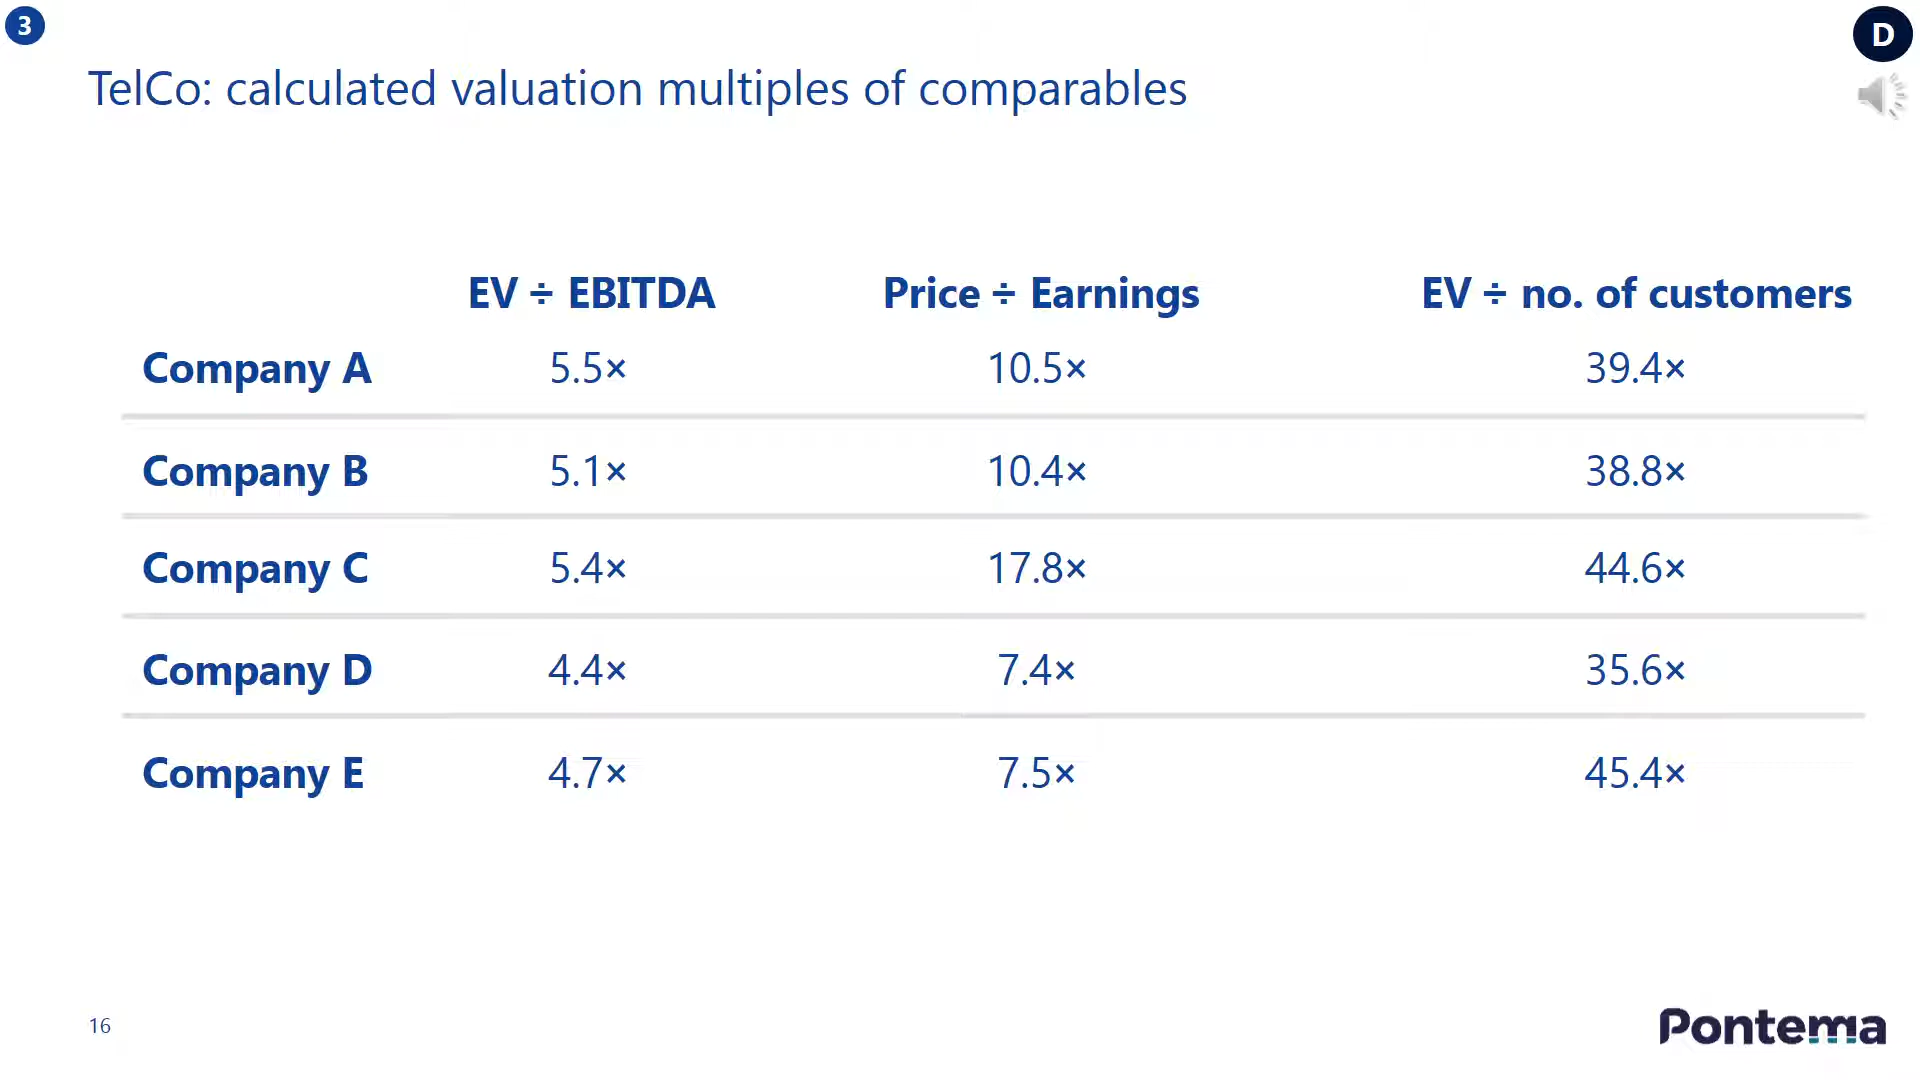 3
D
TelCo: calculated valuation multiples of comparables
EV ÷ EBITDA Price ÷ Earnings EV ÷ no. of customers
Company A 5.5× 10.5× 39.4×
Company B 5.1× 10.4× 38.8×
Company C 5.4× 17.8× 44.6×
Company D 4.4× 7.4× 35.6×
Company E 4.7× 7.5× 45.4×
16
Pontema